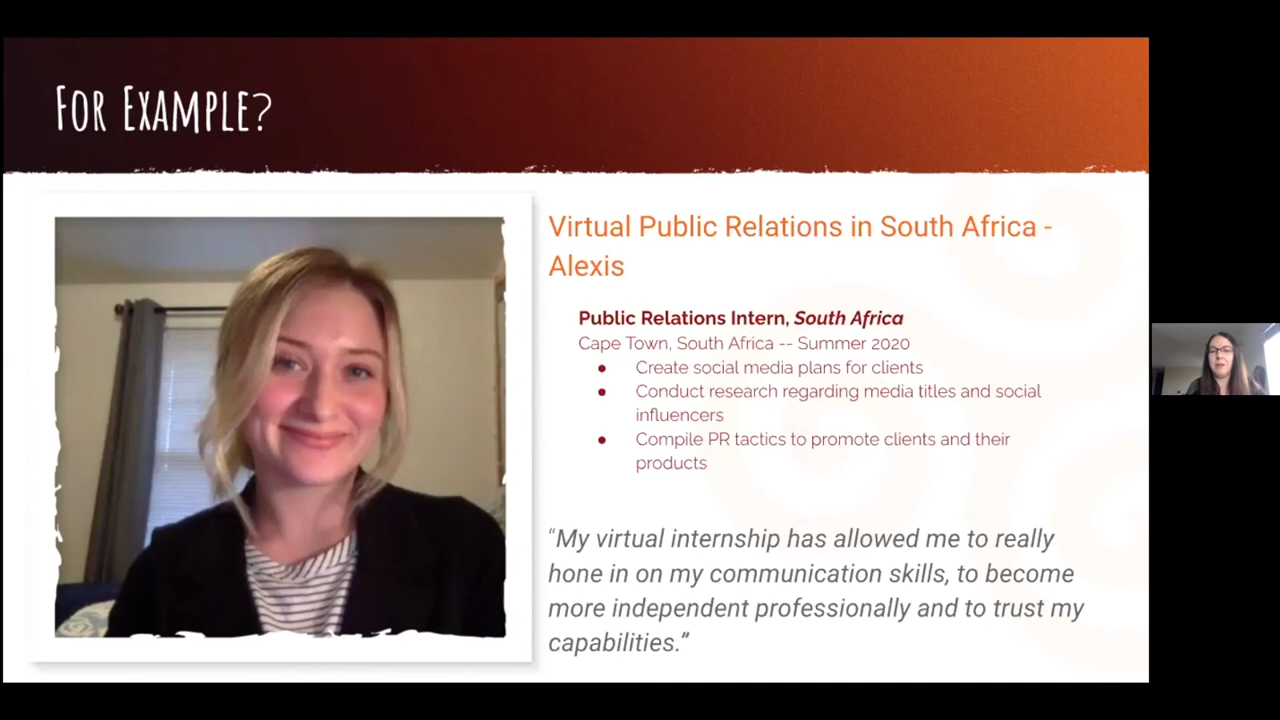 For Example?
Virtual Public Relations in South Africa -
Alexis
Public Relations Intern, South Africa
Cape Town, South Africa -- Summer 2020
● Create social media plans for clients
● Conduct research regarding media titles and social
influencers
● Compile PR tactics to promote clients and their
products
"My virtual internship has allowed me to really
hone in on my communication skills, to become
more independent professionally and to trust my
capabilities.”